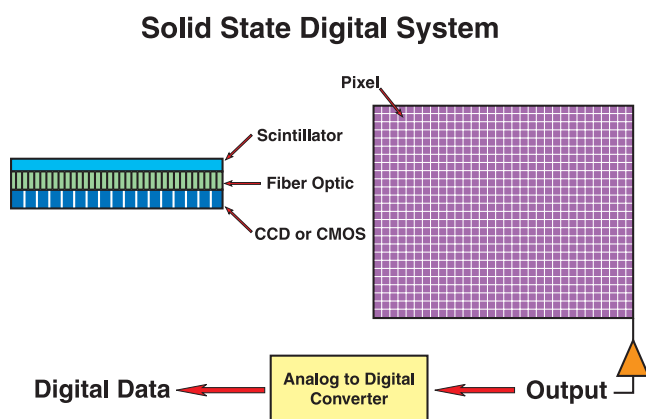 Solid State Digital System
Pixel
Scintillator
Fiber Optic
CCD or CMOS
Digital Data
Analog to Digital
Converter
Output